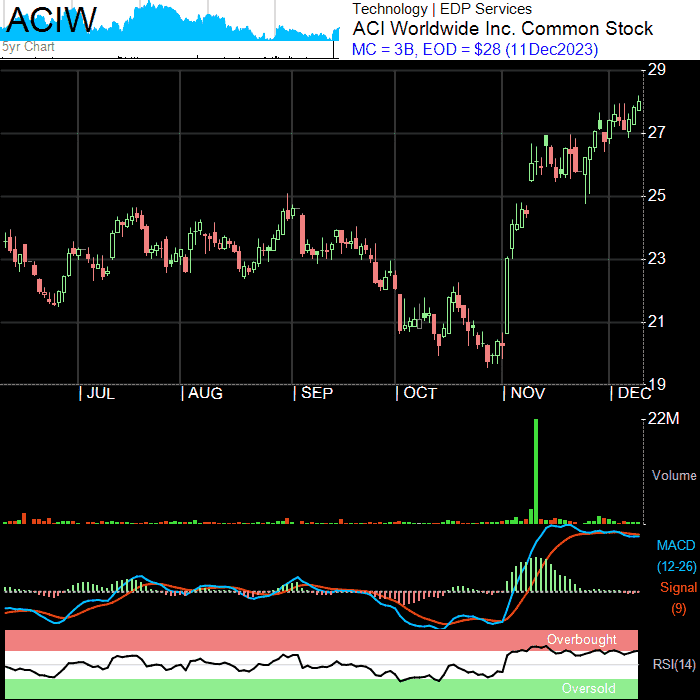 ACIW
5yr Chart
Technology | EDP Services
ACI Worldwide Inc. Common Stock
MC = 3B, EOD = $28 (11Dec2023)
29
27
25
23
21
19
| JUL | AUG | SEP | OCT | NOV | DEC
22M
Volume
MACD
(12-26)
Signal
(9)
Overbought
RSI(14)
Oversold